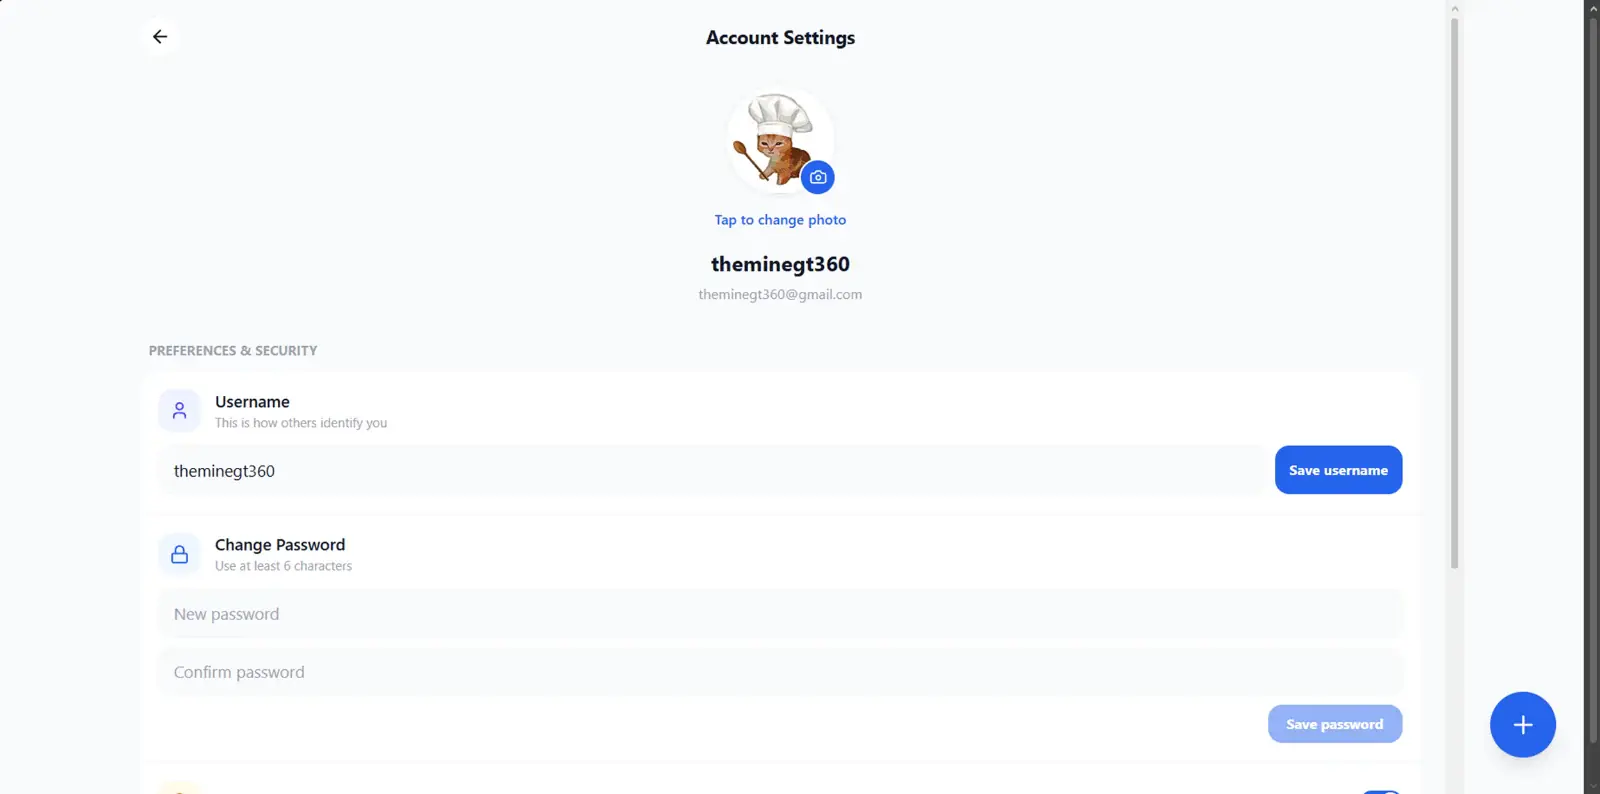 Account Settings
Tap to change photo
theminegt360
theminegt360@gmail.com
PREFERENCES & SECURITY
Username
This is how others identify you
theminegt360
Save username
Change Password
Use at least 6 characters
New password
Confirm password
Save password